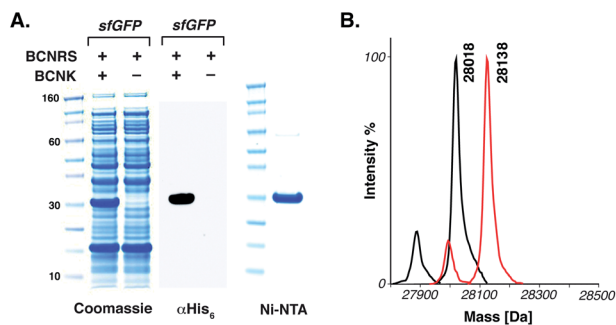 A.
sfGFP sfGFP
BCNRS + + + +
BCNK + − + −
160
60
30
10
Coomassie αHis6 Ni-NTA
B.
100
Intensity %
0
28018
28138
27900 28100 28300 28500
Mass [Da]